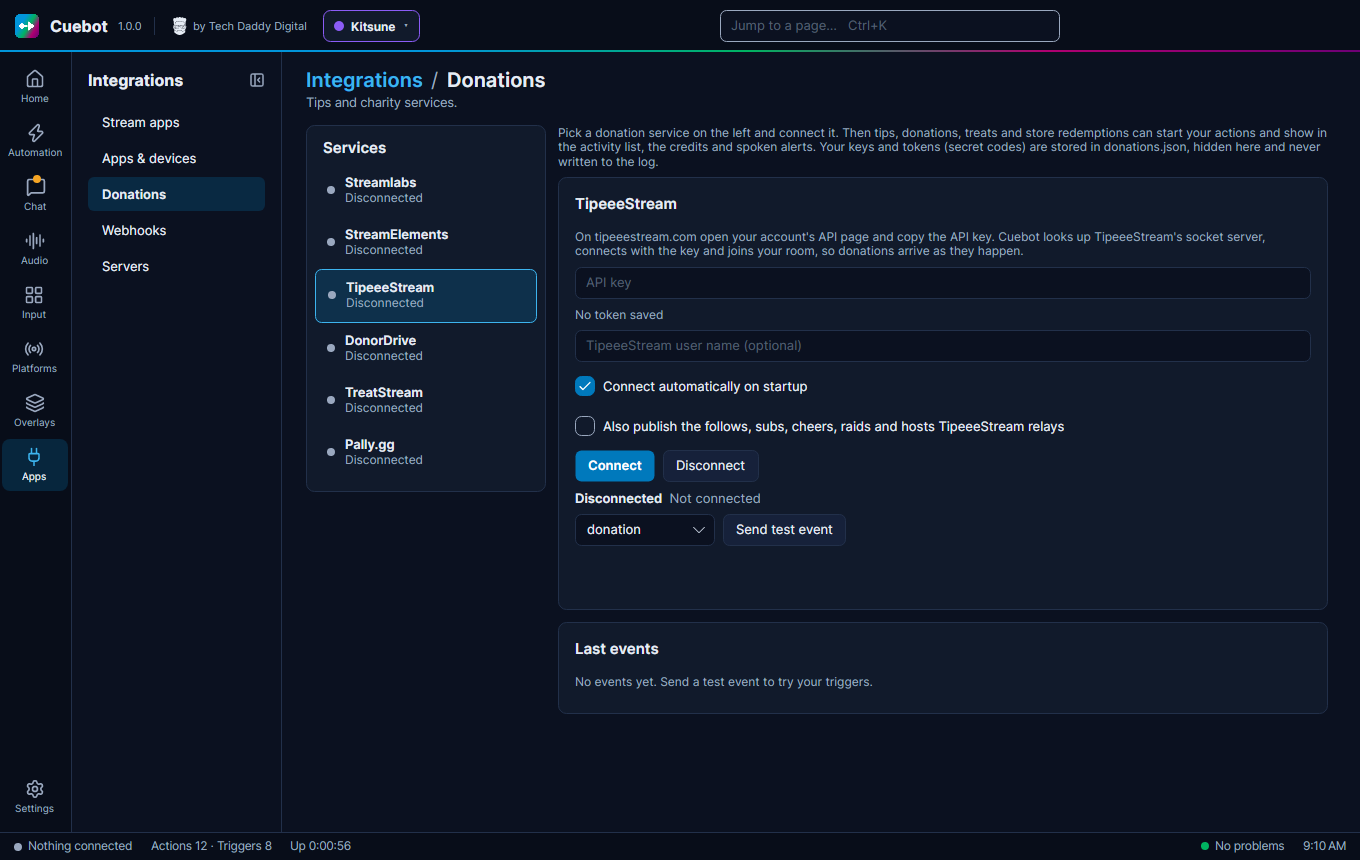 Cuebot 1.0.0 by Tech Daddy Digital Kitsune
Jump to a page... Ctrl+K
Home
Automation
Chat
Audio
Input
Platforms
Overlays
Apps
Settings
Integrations
Stream apps
Apps & devices
Donations
Webhooks
Servers
Integrations / Donations
Tips and charity services.
Services
Streamlabs
Disconnected
StreamElements
Disconnected
TipeeeStream
Disconnected
DonorDrive
Disconnected
TreatStream
Disconnected
Pally.gg
Disconnected
Pick a donation service on the left and connect it. Then tips, donations, treats and store redemptions can start your actions and show in
the activity list, the credits and spoken alerts. Your keys and tokens (secret codes) are stored in donations.json, hidden here and never
written to the log.
TipeeeStream
On tipeeestream.com open your account's API page and copy the API key. Cuebot looks up TipeeeStream's socket server,
connects with the key and joins your room, so donations arrive as they happen.
API key
No token saved
TipeeeStream user name (optional)
Connect automatically on startup
Also publish the follows, subs, cheers, raids and hosts TipeeeStream relays
Connect Disconnect
Disconnected Not connected
donation Send test event
Last events
No events yet. Send a test event to try your triggers.
Nothing connected Actions 12 · Triggers 8 Up 0:00:56
No problems 9:10 AM